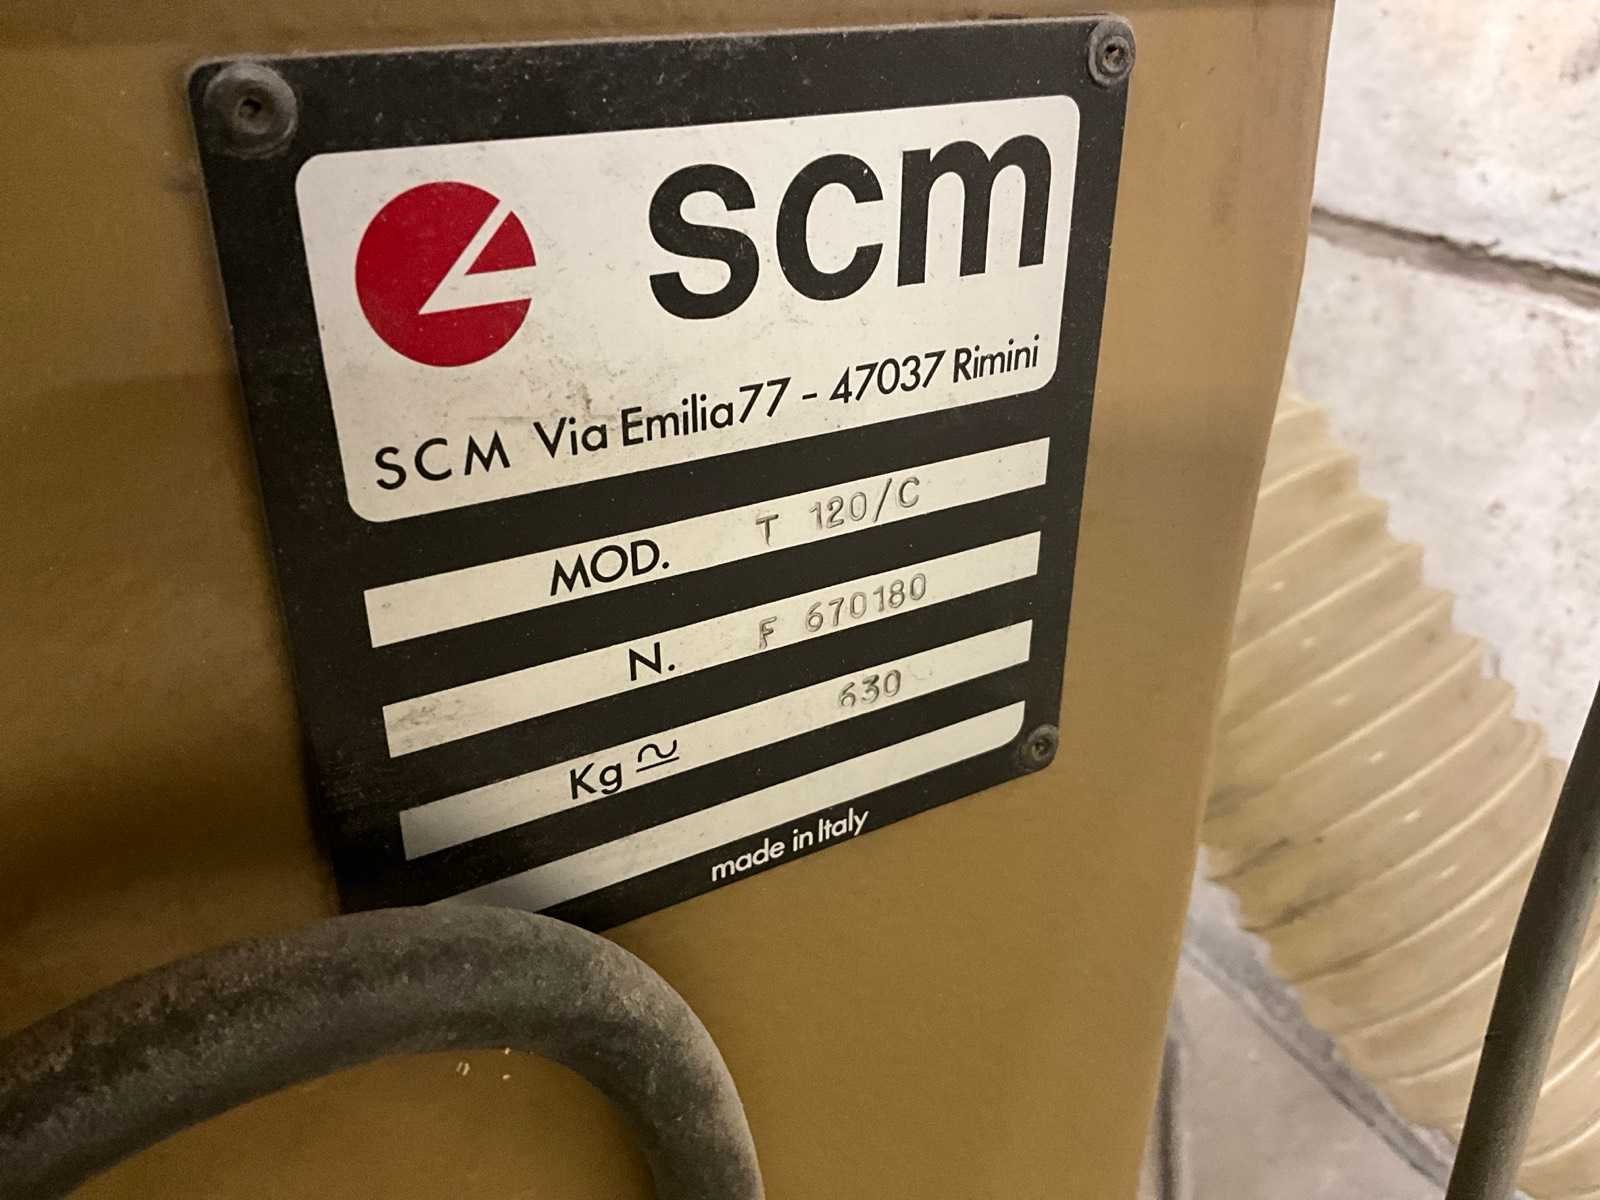 scm
SCM Via Emilia 77 - 47037 Rimini
MOD. T 120/C
N. F 670180
Kg ≃ 630
made in Italy